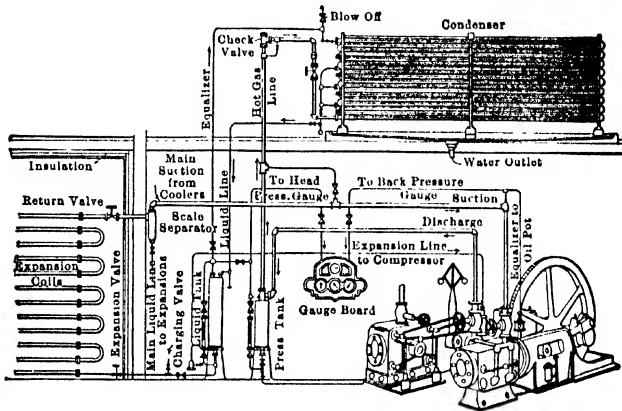 Blow Off
Condenser
Check
Valve
Equalizer
Hot Gas
Line
Insulation
Water Outlet
Main
Suction
from
Coolers
Liquid Line
To Head
Press. Gauge
To Back Pressure
Gauge
Suction
Return Valve
Scale
Separator
Discharge
Equalizer to
Oil Pot
Expansion Line
to Compressor
Expansion
Coils
Expansion Valve
Main Liquid Line
to Expansions
Charging Valve
Liquid Tank
Press Tank
Gauge Board